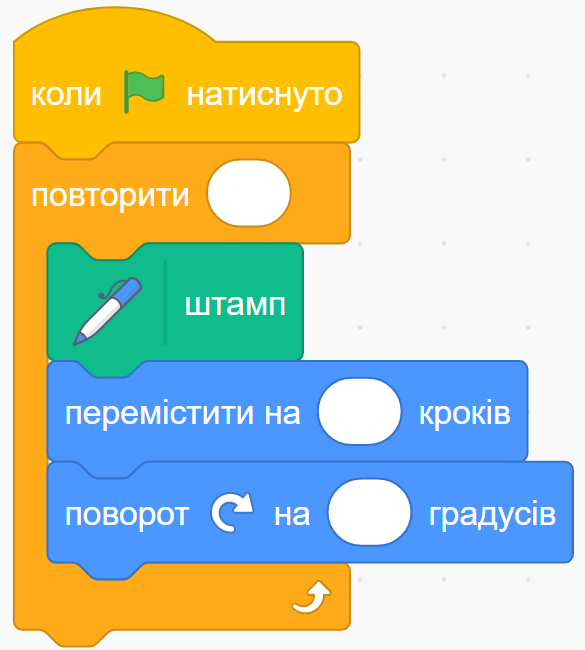 коли натиснуто
повторити
штамп
перемістити на кроків
поворот на градусів